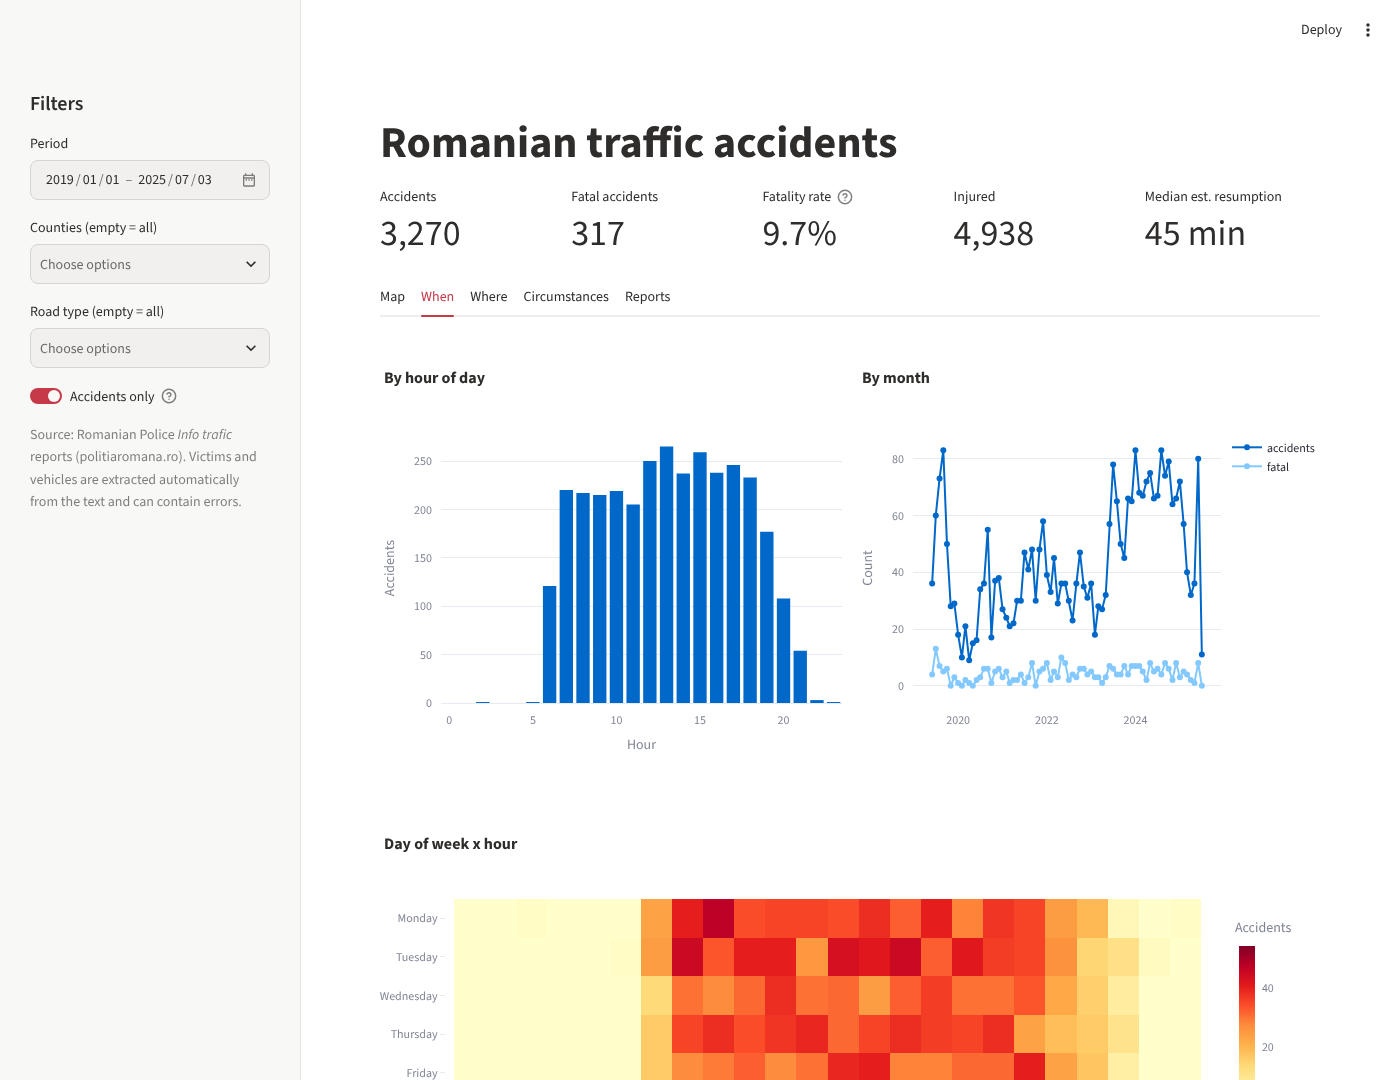 Deploy
Filters
Period
2019 / 01 / 01 – 2025 / 07 / 03
Counties (empty = all)
Choose options
Road type (empty = all)
Choose options
Accidents only
Source: Romanian Police Info trafic
reports (politiaromana.ro). Victims and
vehicles are extracted automatically
from the text and can contain errors.
Romanian traffic accidents
Accidents
3,270
Fatal accidents
317
Fatality rate
9.7%
Injured
4,938
Median est. resumption
45 min
Map When Where Circumstances Reports
By hour of day
Accidents
250
200
150
100
50
0
0 5 10 15 20
Hour
By month
Count
80
60
40
20
0
2020 2022 2024
accidents
fatal
Day of week x hour
Monday
Tuesday
Wednesday
Thursday
Friday
Accidents
40
20